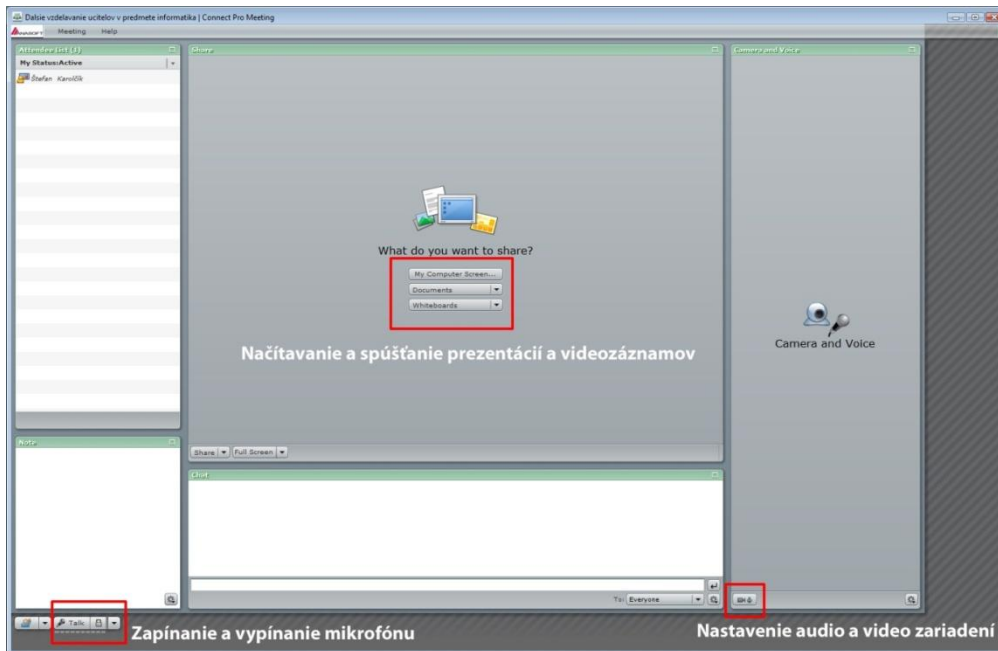 Dalsie vzdelavanie ucitelov v predmete informatika | Connect Pro Meeting
Meeting Help
Attendee List (1)
My Status:Active
Štefan Karolčík
Share
What do you want to share?
My Computer Screen...
Documents
Whiteboards
Načítavanie a spúšťanie prezentácií a videozáznamov
Share Full Screen
Camera and Voice
Camera and Voice
Note
Chat
To: Everyone
Talk
Zapínanie a vypínanie mikrofónu
Nastavenie audio a video zariadení